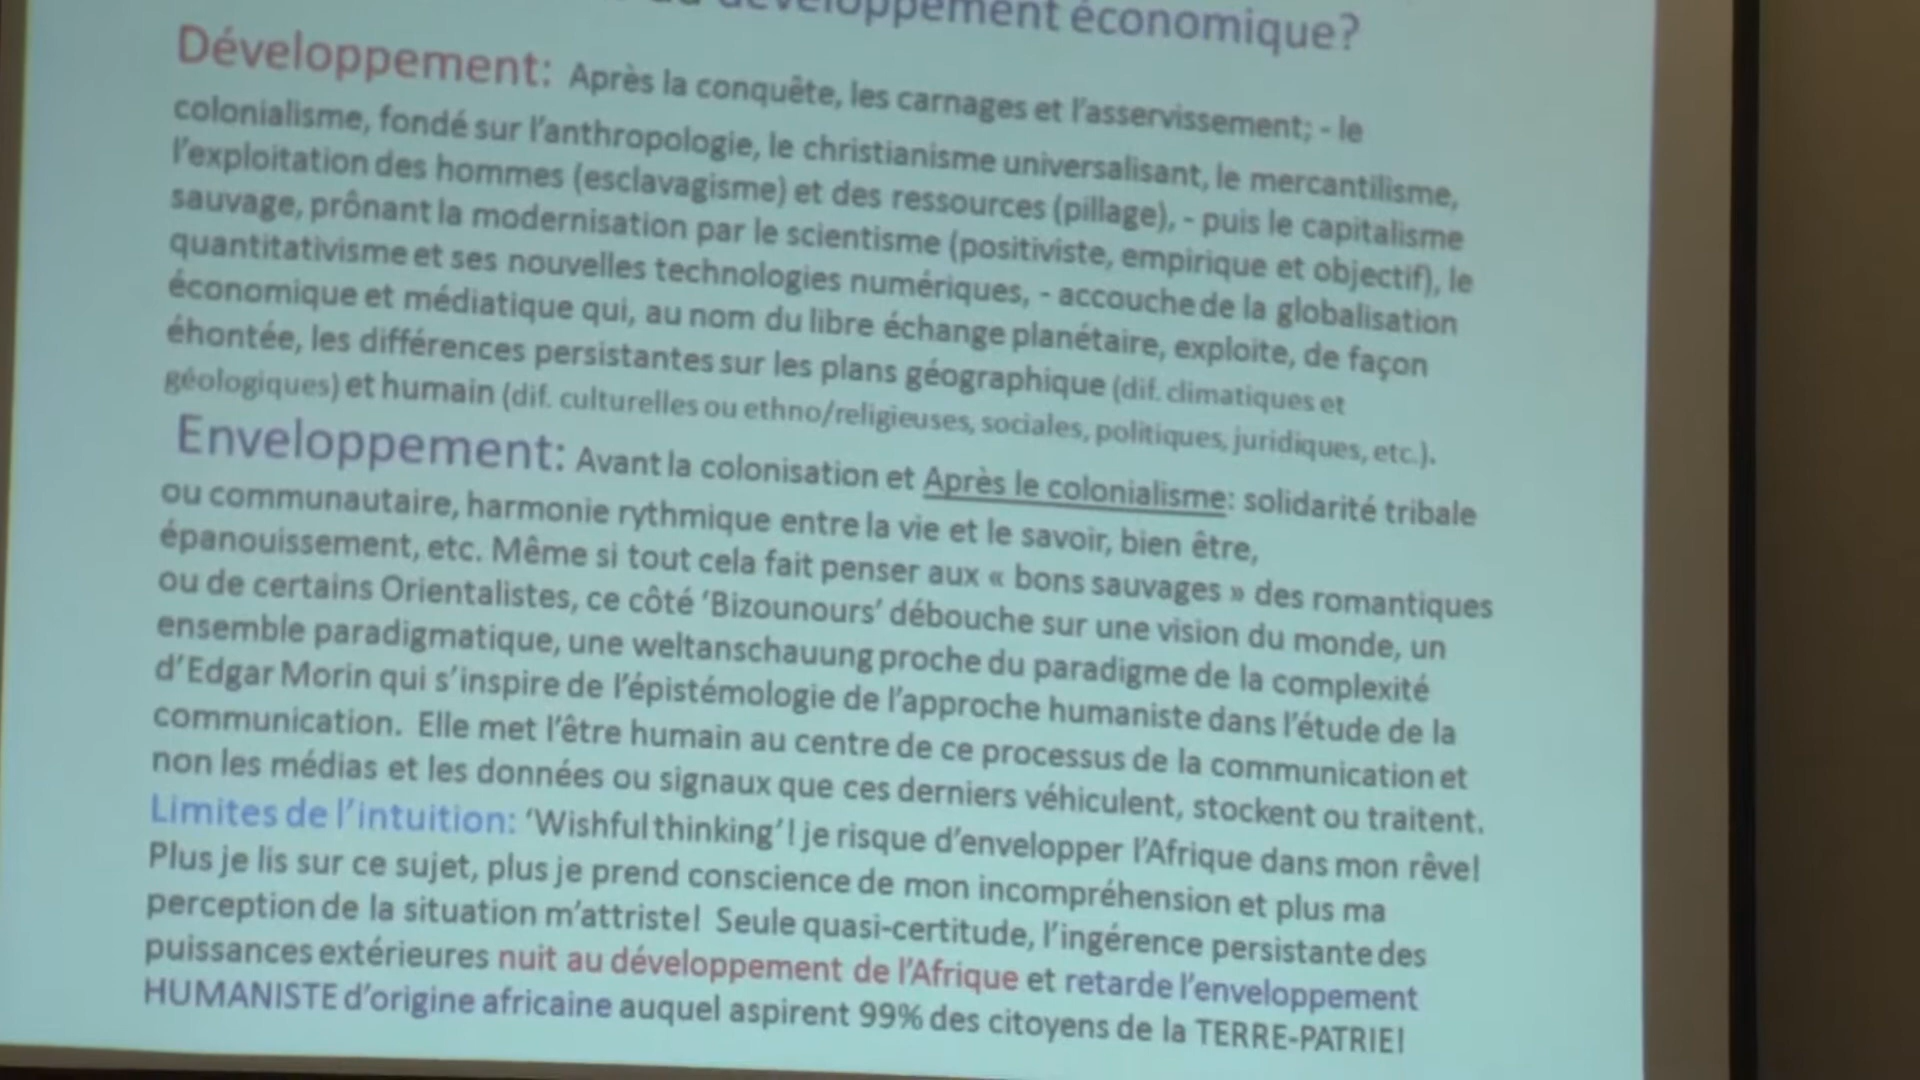 développement économique?
Développement: Après la conquête, les carnages et l'asservissement; - le
colonialisme, fondé sur l'anthropologie, le christianisme universalisant, le mercantilisme,
l'exploitation des hommes (esclavagisme) et des ressources (pillage), - puis le capitalisme
sauvage, prônant la modernisation par le scientisme (positiviste, empirique et objectif), le
quantitativisme et ses nouvelles technologies numériques, - accouche de la globalisation
économique et médiatique qui, au nom du libre échange planétaire, exploite, de façon
éhontée, les différences persistantes sur les plans géographique (dif. climatiques et
géologiques) et humain (dif. culturelles ou ethno/religieuses, sociales, politiques, juridiques, etc.).
Enveloppement: Avant la colonisation et Après le colonialisme: solidarité tribale
ou communautaire, harmonie rythmique entre la vie et le savoir, bien être,
épanouissement, etc. Même si tout cela fait penser aux « bons sauvages » des romantiques
ou de certains Orientalistes, ce côté 'Bizounours' débouche sur une vision du monde, un
ensemble paradigmatique, une weltanschauung proche du paradigme de la complexité
d'Edgar Morin qui s'inspire de l'épistémologie de l'approche humaniste dans l'étude de la
communication. Elle met l'être humain au centre de ce processus de la communication et
non les médias et les données ou signaux que ces derniers véhiculent, stockent ou traitent.
Limites de l'intuition: 'Wishful thinking'! je risque d'envelopper l'Afrique dans mon rêve!
Plus je lis sur ce sujet, plus je prend conscience de mon incompréhension et plus ma
perception de la situation m'attriste! Seule quasi-certitude, l'ingérence persistante des
puissances extérieures nuit au développement de l'Afrique et retarde l'enveloppement
HUMANISTE d'origine africaine auquel aspirent 99% des citoyens de la TERRE-PATRIE!